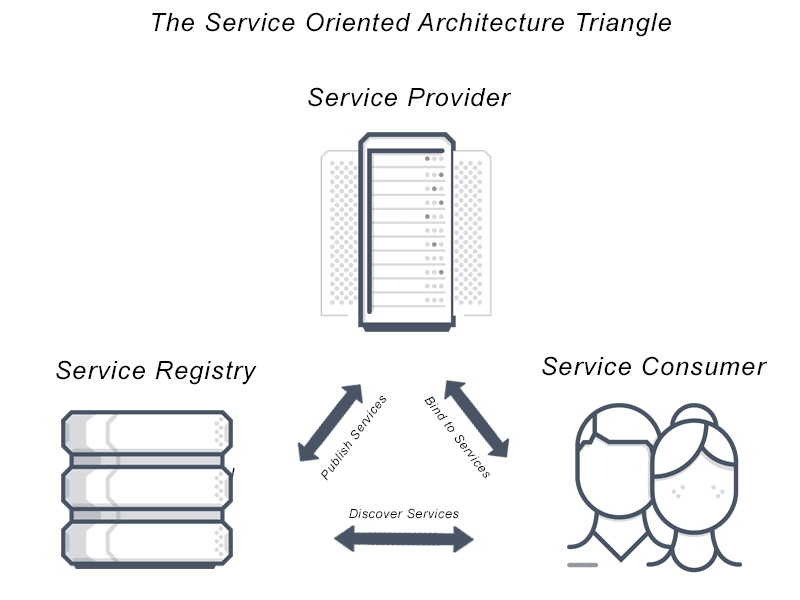 The Service Oriented Architecture Triangle
Service Provider
Service Registry
Service Consumer
Publish Services
Bind to Services
Discover Services